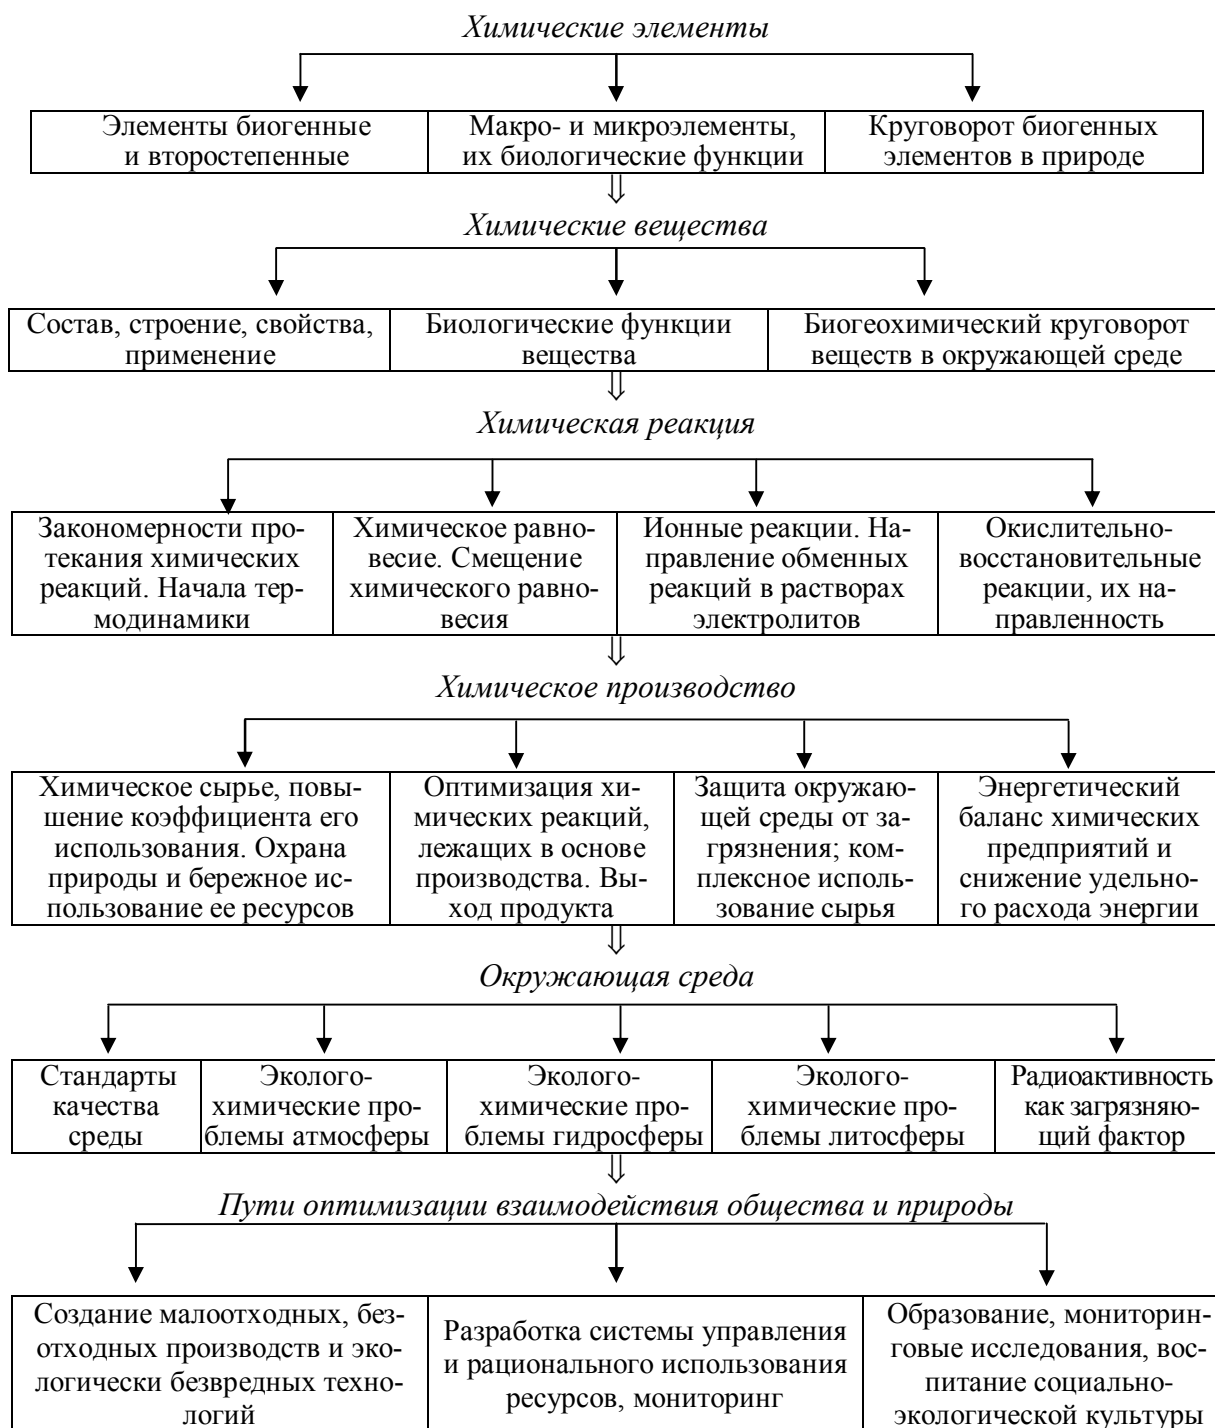 Химические элементы
Элементы биогенные
и второстепенные
Макро- и микроэлементы,
их биологические функции
Круговорот биогенных
элементов в природе
Химические вещества
Состав, строение, свойства,
применение
Биологические функции
вещества
Биогеохимический круговорот
веществ в окружающей среде
Химическая реакция
Закономерности про-
текания химических
реакций. Начала тер-
модинамики
Химическое равно-
весие. Смещение
химического равно-
весия
Ионные реакции. На-
правление обменных
реакций в растворах
электролитов
Окислительно-
восстановительные
реакции, их на-
правленность
Химическое производство
Химическое сырье, повы-
шение коэффициента его
использования. Охрана
природы и бережное ис-
пользование ее ресурсов
Оптимизация хи-
мических реакций,
лежащих в основе
производства. Вы-
ход продукта
Защита окружаю-
щей среды от за-
грязнения; ком-
плексное исполь-
зование сырья
Энергетический
баланс химических
предприятий и
снижение удельно-
го расхода энергии
Окружающая среда
Стандарты
качества
среды
Эколого-
химические про-
блемы атмосферы
Эколого-
химические про-
блемы гидросферы
Эколого-
химические про-
блемы литосферы
Радиоактивность
как загрязняю-
щий фактор
Пути оптимизации взаимодействия общества и природы
Создание малоотходных, без-
отходных производств и эко-
логически безвредных техно-
логий
Разработка системы управления
и рационального использования
ресурсов, мониторинг
Образование, мониторин-
говые исследования, вос-
питание социально-
экологической культуры